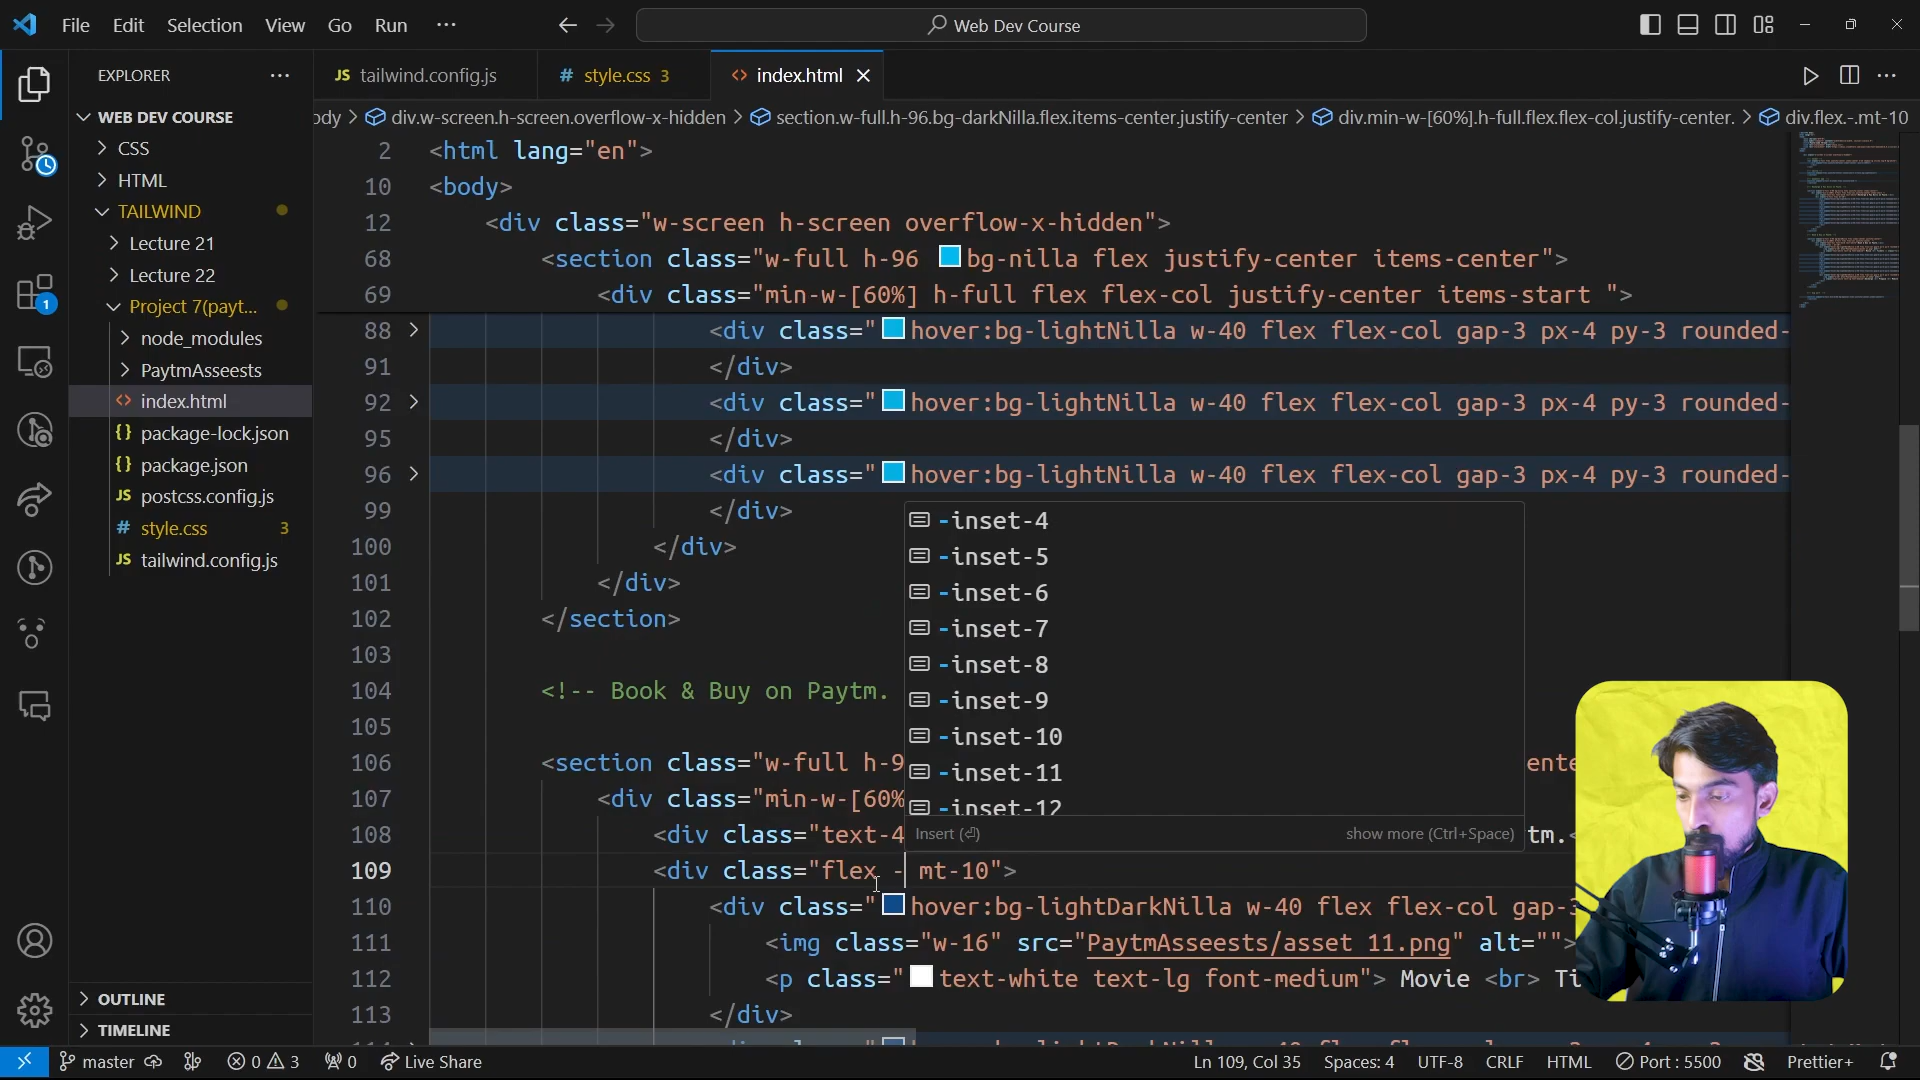 File Edit Selection View Go Run ··· Web Dev Course
EXPLORER ···
JS tailwind.config.js
# style.css 3
<> index.html
WEB DEV COURSE
CSS
HTML
TAILWIND
Lecture 21
Lecture 22
Project 7(payt...
node_modules
PaytmAsseests
<> index.html
{} package-lock.json
{} package.json
JS postcss.config.js
# style.css 3
JS tailwind.config.js
OUTLINE
TIMELINE
1
ody > div.w-screen.h-screen.overflow-x-hidden > section.w-full.h-96.bg-darkNilla.flex.items-center.justify-center > div.min-w-[60%].h-full.flex.flex-col.justify-center. > div.flex.-.mt-10
2 <html lang="en">
10 <body>
12 <div class="w-screen h-screen overflow-x-hidden">
68 <section class="w-full h-96 bg-nilla flex justify-center items-center">
69 <div class="min-w-[60%] h-full flex flex-col justify-center items-start ">
88 > <div class="hover:bg-lightNilla w-40 flex flex-col gap-3 px-4 py-3 rounded-
91 </div>
92 > <div class="hover:bg-lightNilla w-40 flex flex-col gap-3 px-4 py-3 rounded-
95 </div>
96 > <div class="hover:bg-lightNilla w-40 flex flex-col gap-3 px-4 py-3 rounded-
99 </div>
100 </div>
101 </div>
102 </section>
103
104 <!-- Book & Buy on Paytm.
105
106 <section class="w-full h-9 ente
107 <div class="min-w-[60%
108 <div class="text-4 tm.<
109 <div class="flex - mt-10">
110 <div class="hover:bg-lightDarkNilla w-40 flex flex-col gap-3
111 <img class="w-16" src="PaytmAsseests/asset 11.png" alt="">
112 <p class="text-white text-lg font-medium"> Movie <br> Ti
113 </div>
-inset-4
-inset-5
-inset-6
-inset-7
-inset-8
-inset-9
-inset-10
-inset-11
-inset-12
Insert (⏎) show more (Ctrl+Space)
master 0 3 0 Live Share Ln 109, Col 35 Spaces: 4 UTF-8 CRLF HTML Port : 5500 Prettier+